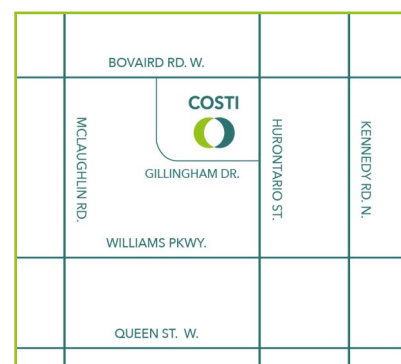 BOVAIRD RD. W.
COSTI
MCLAUGHLIN RD.
HURONTARIO ST.
KENNEDY RD. N.
GILLINGHAM DR.
WILLIAMS PKWY.
QUEEN ST. W.